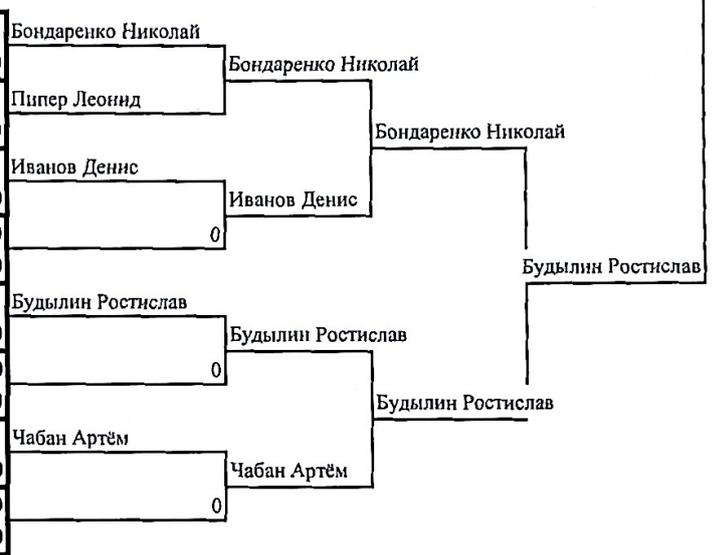 Бондаренко Николай
Бондаренко Николай
Пипер Леонид
Бондаренко Николай
Иванов Денис
Иванов Денис
0
Будылин Ростислав
Будылин Ростислав
Будылин Ростислав
0
Будылин Ростислав
Чабан Артём
Чабан Артём
0